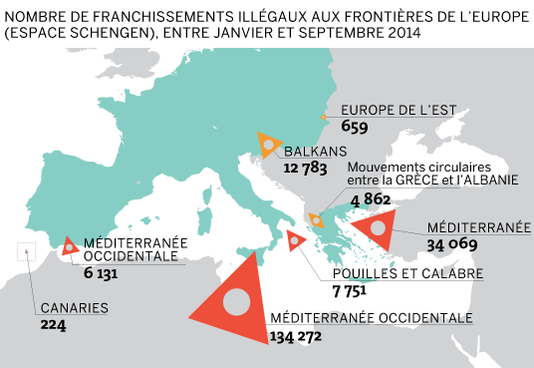 NOMBRE DE FRANCHISSEMENTS ILLÉGAUX AUX FRONTIÈRES DE L'EUROPE
(ESPACE SCHENGEN), ENTRE JANVIER ET SEPTEMBRE 2014
EUROPE DE L'EST
659
BALKANS
12 783
Mouvements circulaires
entre la GRÈCE et l'ALBANIE
4 862
MÉDITERRANÉE
34 069
MÉDITERRANÉE
OCCIDENTALE
6 131
POUILLES ET CALABRE
7 751
CANARIES
224
MÉDITERRANÉE OCCIDENTALE
134 272